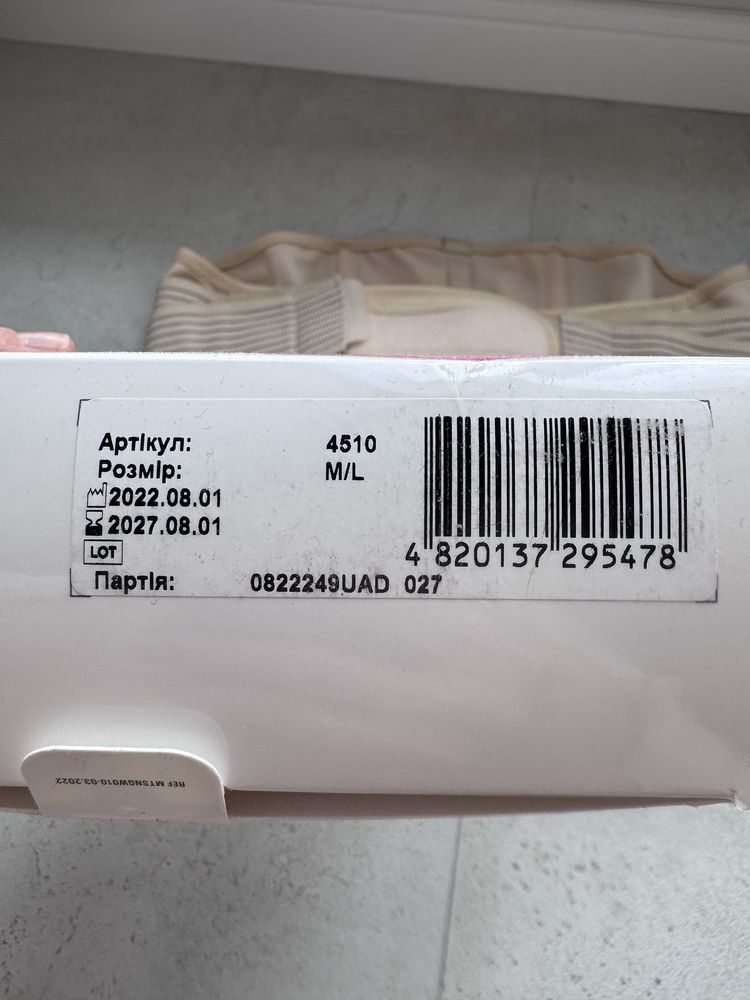 Артікул: 4510
Розмір: M/L
2022.08.01
2027.08.01
LOT
Партія: 0822249UAD 027
4 820137 295478
REF MTSNGW010-03.2022